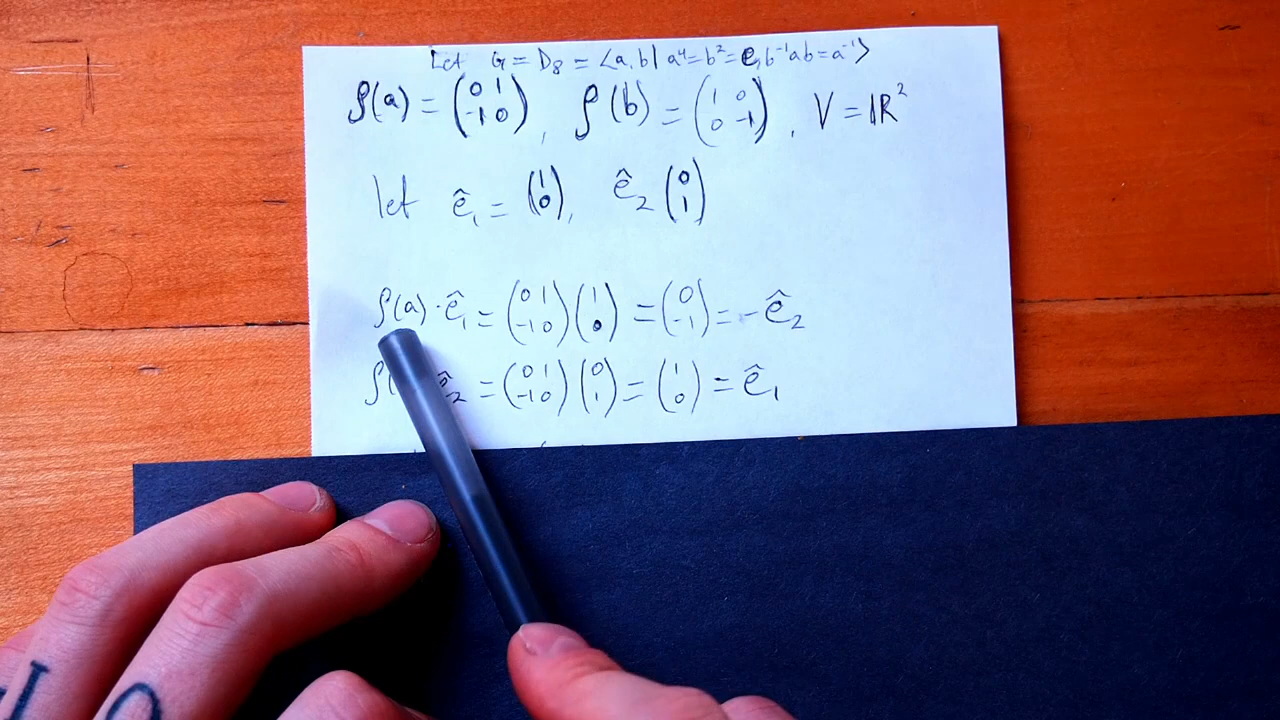 Let G = D₈ = ⟨a, b | a⁴ = b² = e, b⁻¹ab = a⁻¹⟩
ρ(a) = (0 1 / -1 0), ρ(b) = (1 0 / 0 -1), V = ℝ²
let ê₁ = (1 / 0), ê₂ (0 / 1)
ρ(a)·ê₁ = (0 1 / -1 0)(1 / 0) = (0 / -1) = -ê₂
ρ( ê₂ = (0 1 / -1 0)(0 / 1) = (1 / 0) = ê₁